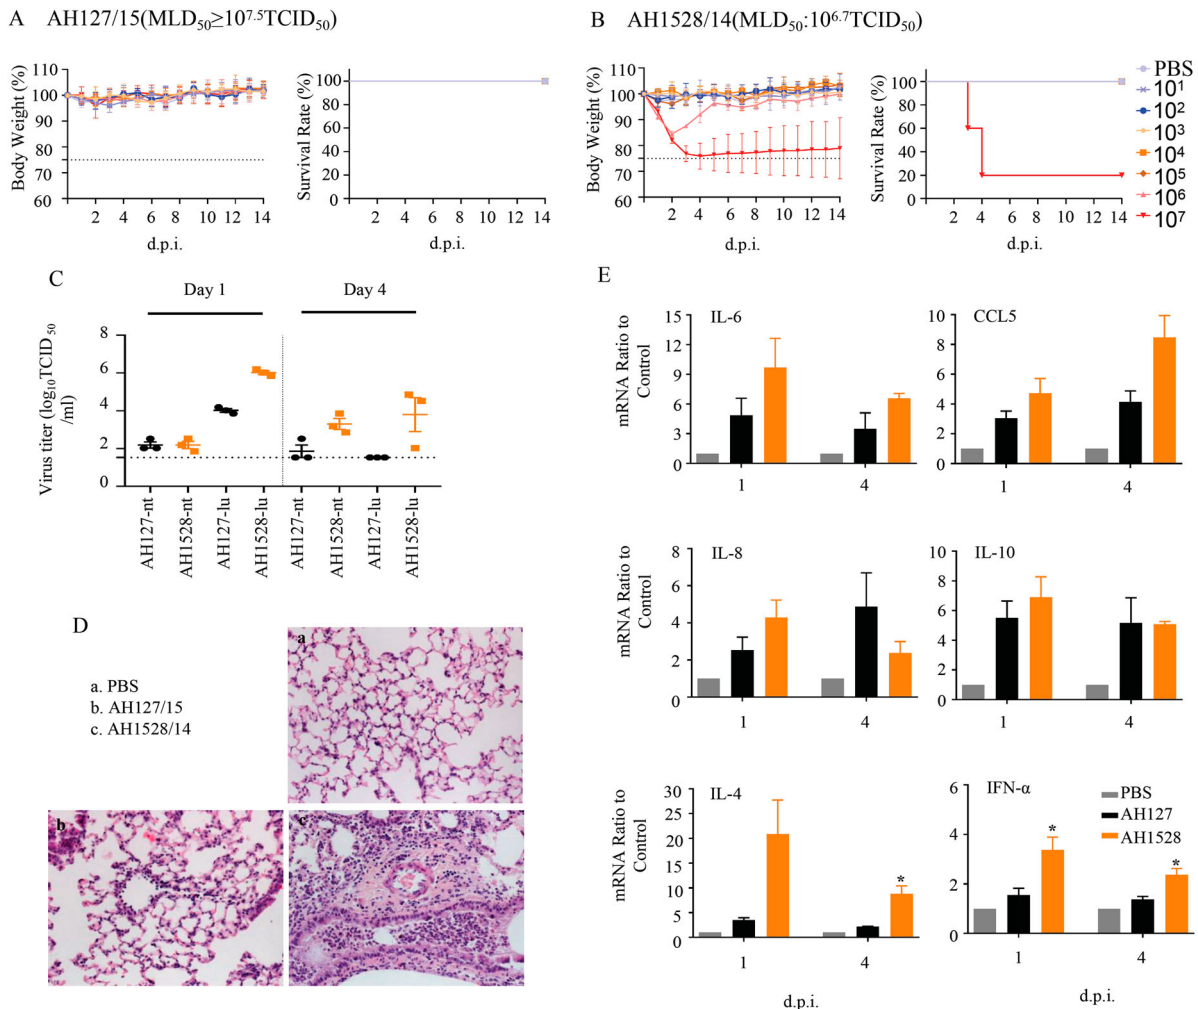 A AH127/15(MLD50≥10^7.5TCID50)
110
100
90
80
70
60
Body Weight (%)
2 4 6 8 10 12 14
d.p.i.
100
80
60
40
20
0
Survival Rate (%)
2 4 6 8 10 12 14
d.p.i.
B AH1528/14(MLD50:10^6.7TCID50)
110
100
90
80
70
60
Body Weight (%)
0 2 4 6 8 10 12 14
d.p.i.
100
80
60
40
20
0
Survival Rate (%)
2 4 6 8 10 12 14
d.p.i.
PBS
10^1
10^2
10^3
10^4
10^5
10^6
10^7
C
Day 1 Day 4
8
6
4
2
0
Virus titer (log10TCID50
/ml)
AH127-nt
AH1528-nt
AH127-lu
AH1528-lu
AH127-nt
AH1528-nt
AH127-lu
AH1528-lu
D
a. PBS
b. AH127/15
c. AH1528/14
a
b
c
E
IL-6
mRNA Ratio to
Control
15
12
9
6
3
0
1 4
CCL5
10
8
6
4
2
0
1 4
IL-8
mRNA Ratio to
Control
8
6
4
2
0
1 4
IL-10
10
8
6
4
2
0
1 4
IL-4
mRNA Ratio to
Control
30
25
20
15
10
5
0
*
1 4
d.p.i.
IFN-α
6
4
2
0
* *
PBS
AH127
AH1528
1 4
d.p.i.